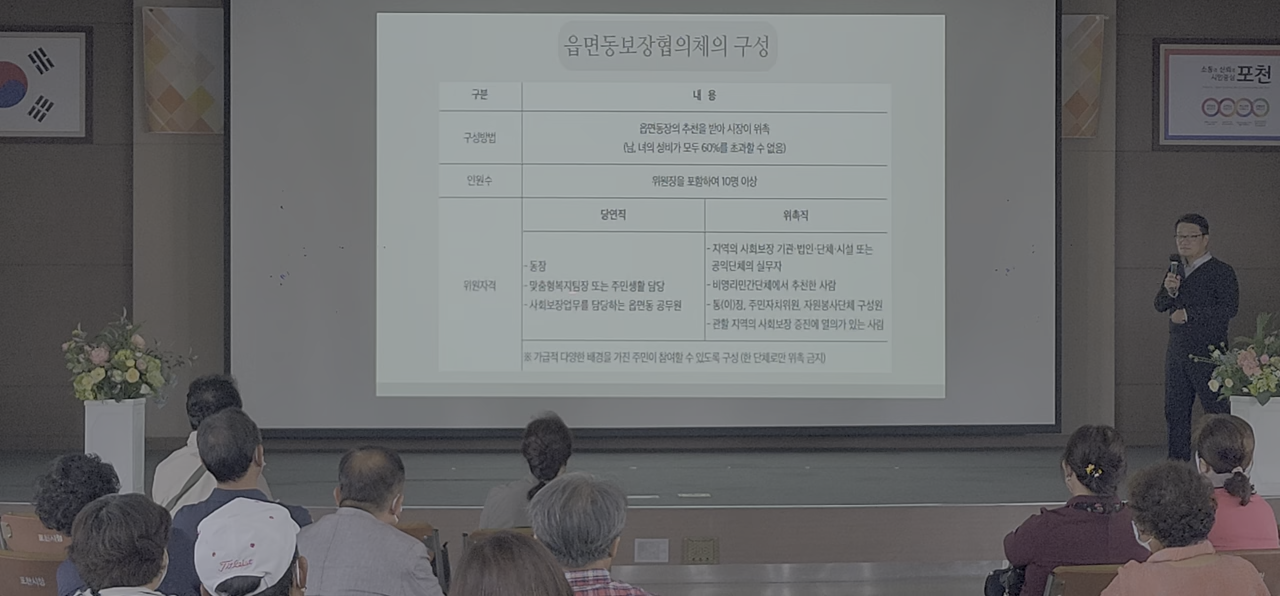 읍면동보장협의체의 구성
구분
내 용
구성방법
읍면동장의 추천을 받아 시장이 위촉
(남, 녀의 성비가 모두 60%를 초과할 수 없음)
인원수
위원장을 포함하여 10명 이상
위원자격
당연직
위촉직
- 동장
- 맞춤형복지팀장 또는 주민생활 담당
- 사회보장업무를 담당하는 읍면동 공무원
- 지역의 사회보장 기관·법인·단체·시설 또는
공익단체의 실무자
- 비영리민간단체에서 추천한 사람
- 통(이)장, 주민자치위원, 자원봉사단체 구성원
- 관할 지역의 사회보장 증진에 열의가 있는 사람
※ 가급적 다양한 배경을 가진 주민이 참여할 수 있도록 구성 (한 단체로만 위촉 금지)
포천
Titleist